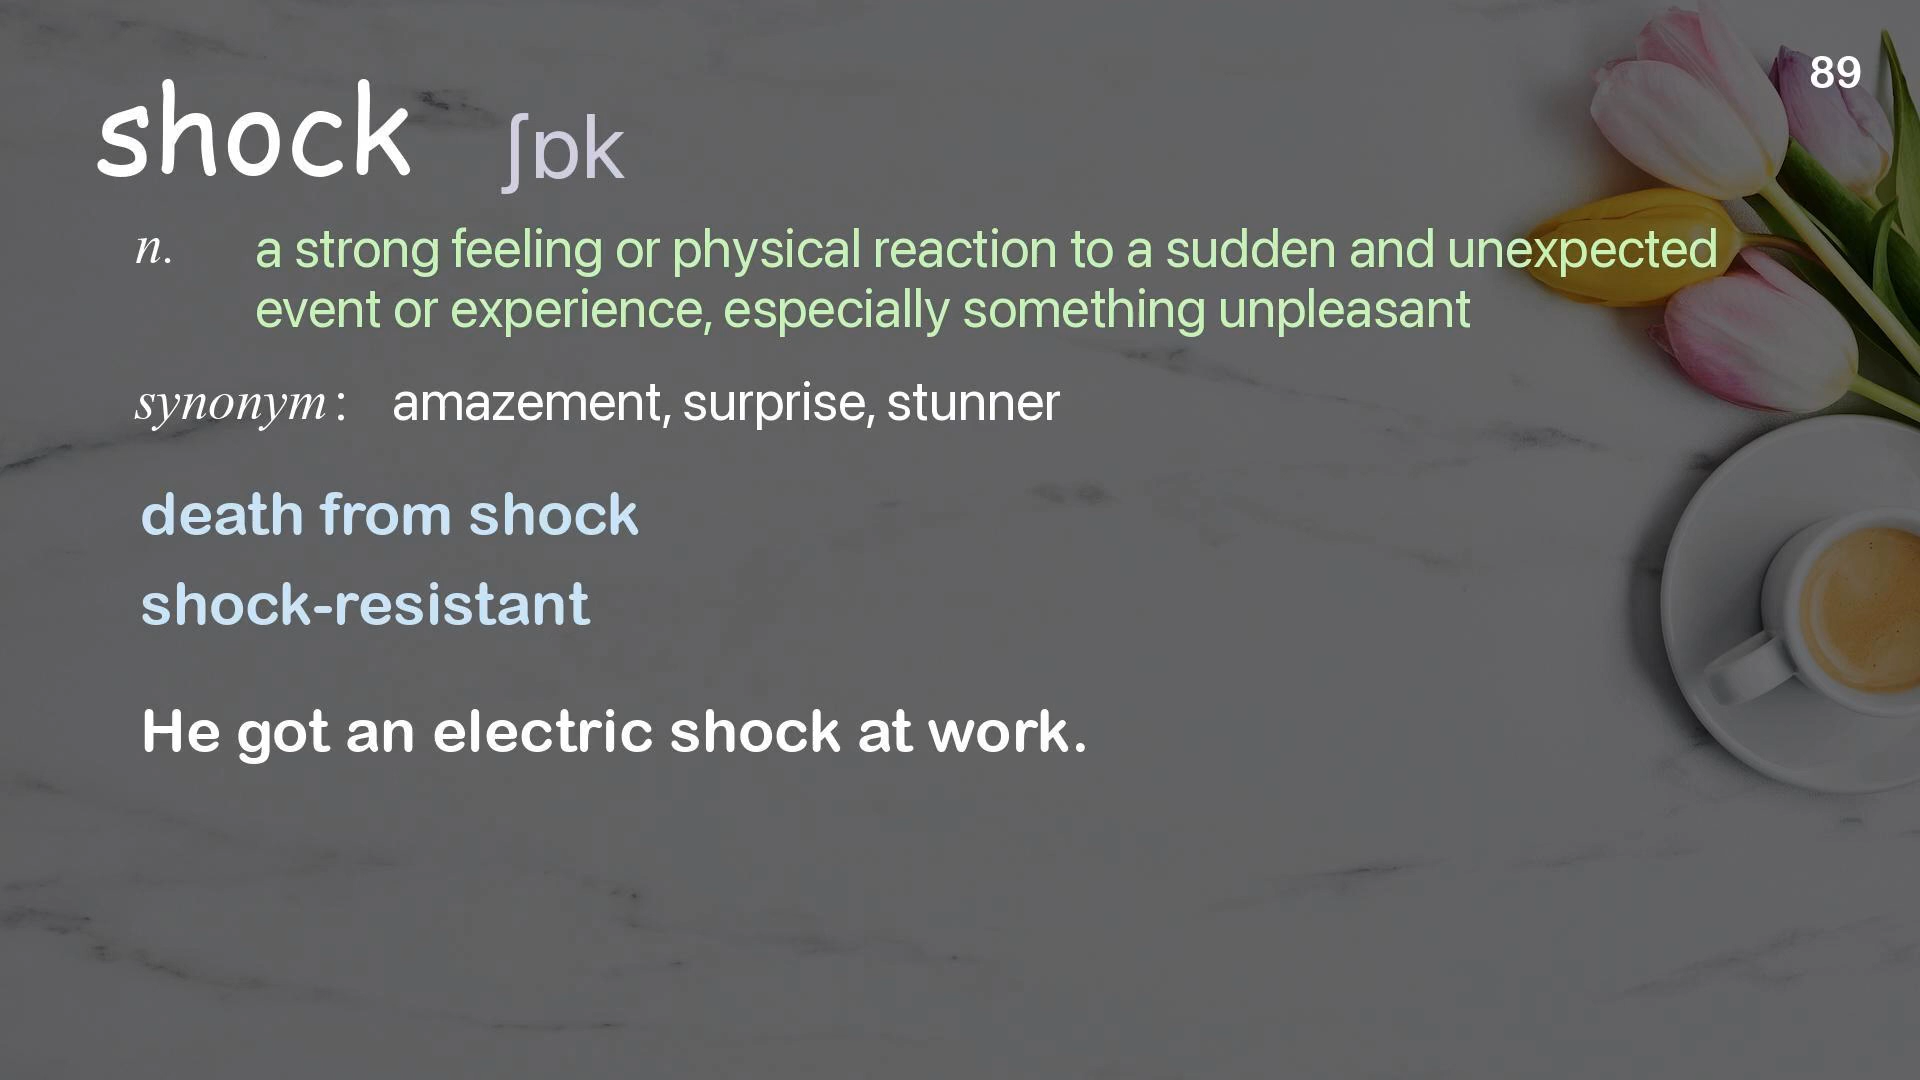 89
shock ʃɒk
n. a strong feeling or physical reaction to a sudden and unexpected
event or experience, especially something unpleasant
synonym : amazement, surprise, stunner
death from shock
shock-resistant
He got an electric shock at work.